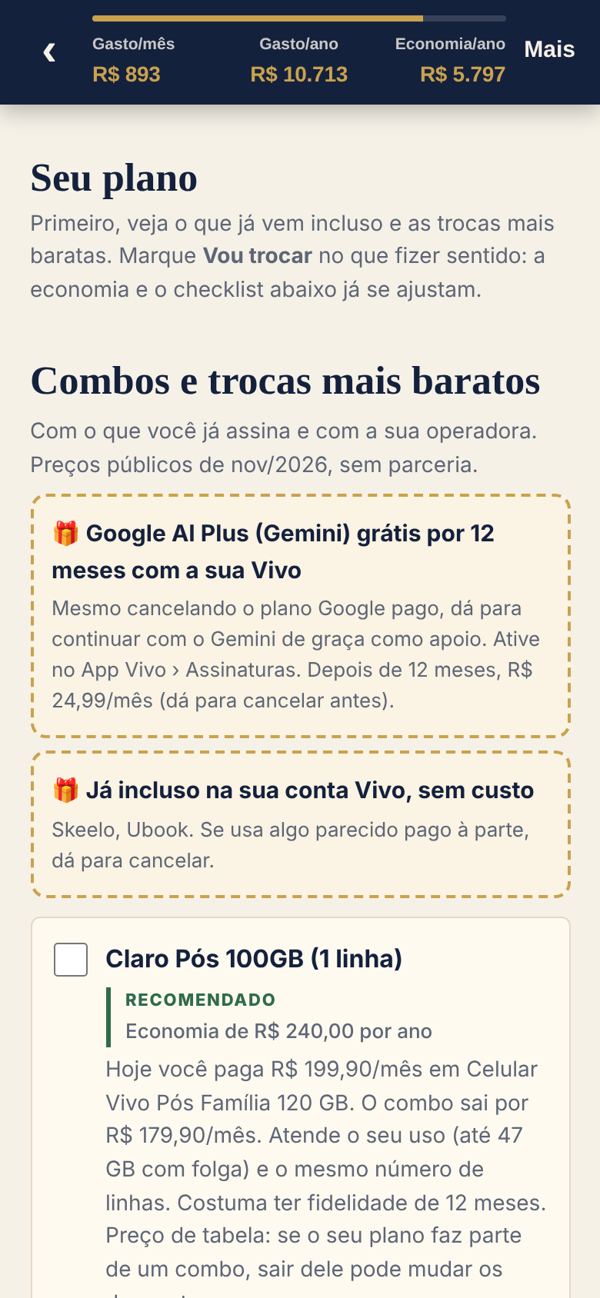 ‹
Gasto/mês Gasto/ano Economia/ano Mais
R$ 893 R$ 10.713 R$ 5.797
Seu plano
Primeiro, veja o que já vem incluso e as trocas mais
baratas. Marque Vou trocar no que fizer sentido: a
economia e o checklist abaixo já se ajustam.
Combos e trocas mais baratos
Com o que você já assina e com a sua operadora.
Preços públicos de nov/2026, sem parceria.
🎁 Google AI Plus (Gemini) grátis por 12
meses com a sua Vivo
Mesmo cancelando o plano Google pago, dá para
continuar com o Gemini de graça como apoio. Ative
no App Vivo › Assinaturas. Depois de 12 meses, R$
24,99/mês (dá para cancelar antes).
🎁 Já incluso na sua conta Vivo, sem custo
Skeelo, Ubook. Se usa algo parecido pago à parte,
dá para cancelar.
Claro Pós 100GB (1 linha)
RECOMENDADO
Economia de R$ 240,00 por ano
Hoje você paga R$ 199,90/mês em Celular
Vivo Pós Família 120 GB. O combo sai por
R$ 179,90/mês. Atende o seu uso (até 47
GB com folga) e o mesmo número de
linhas. Costuma ter fidelidade de 12 meses.
Preço de tabela: se o seu plano faz parte
de um combo, sair dele pode mudar os